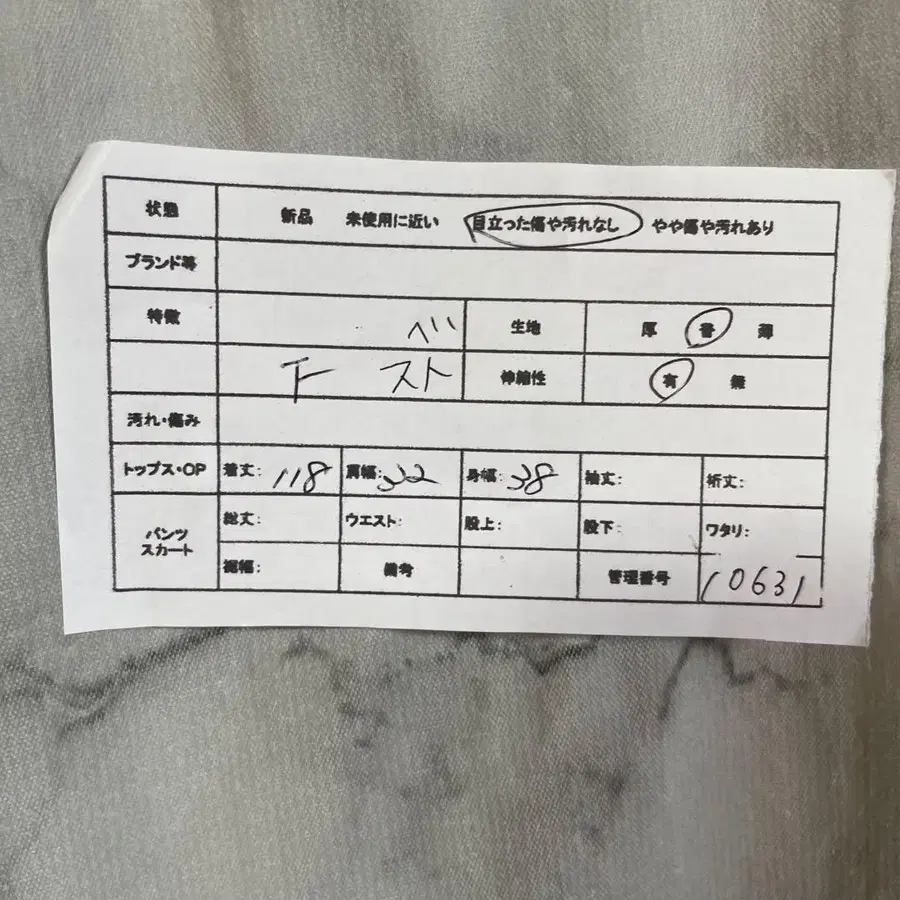 状態 新品 未使用に近い 目立った傷や汚れなし やや傷や汚れあり
ブランド等
特徴 生地 厚 普 薄
下 スト 伸縮性 有 無
汚れ・傷み
トップス・OP 着丈: 118 肩幅: 32 身幅: 38 袖丈: 裄丈:
パンツ スカート 総丈: ウエスト: 股上: 股下: ワタリ:
裾幅: 備考 管理番号 10631